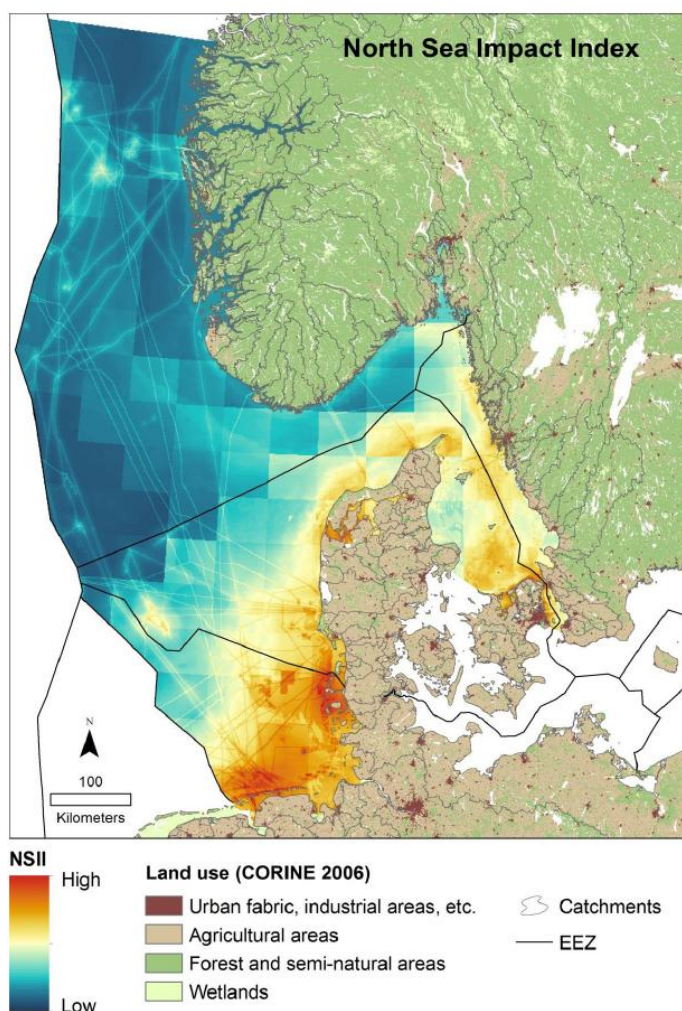 North Sea Impact Index
N
100
Kilometers
NSII
High
Low
Land use (CORINE 2006)
Urban fabric, industrial areas, etc.
Agricultural areas
Forest and semi-natural areas
Wetlands
Catchments
EEZ